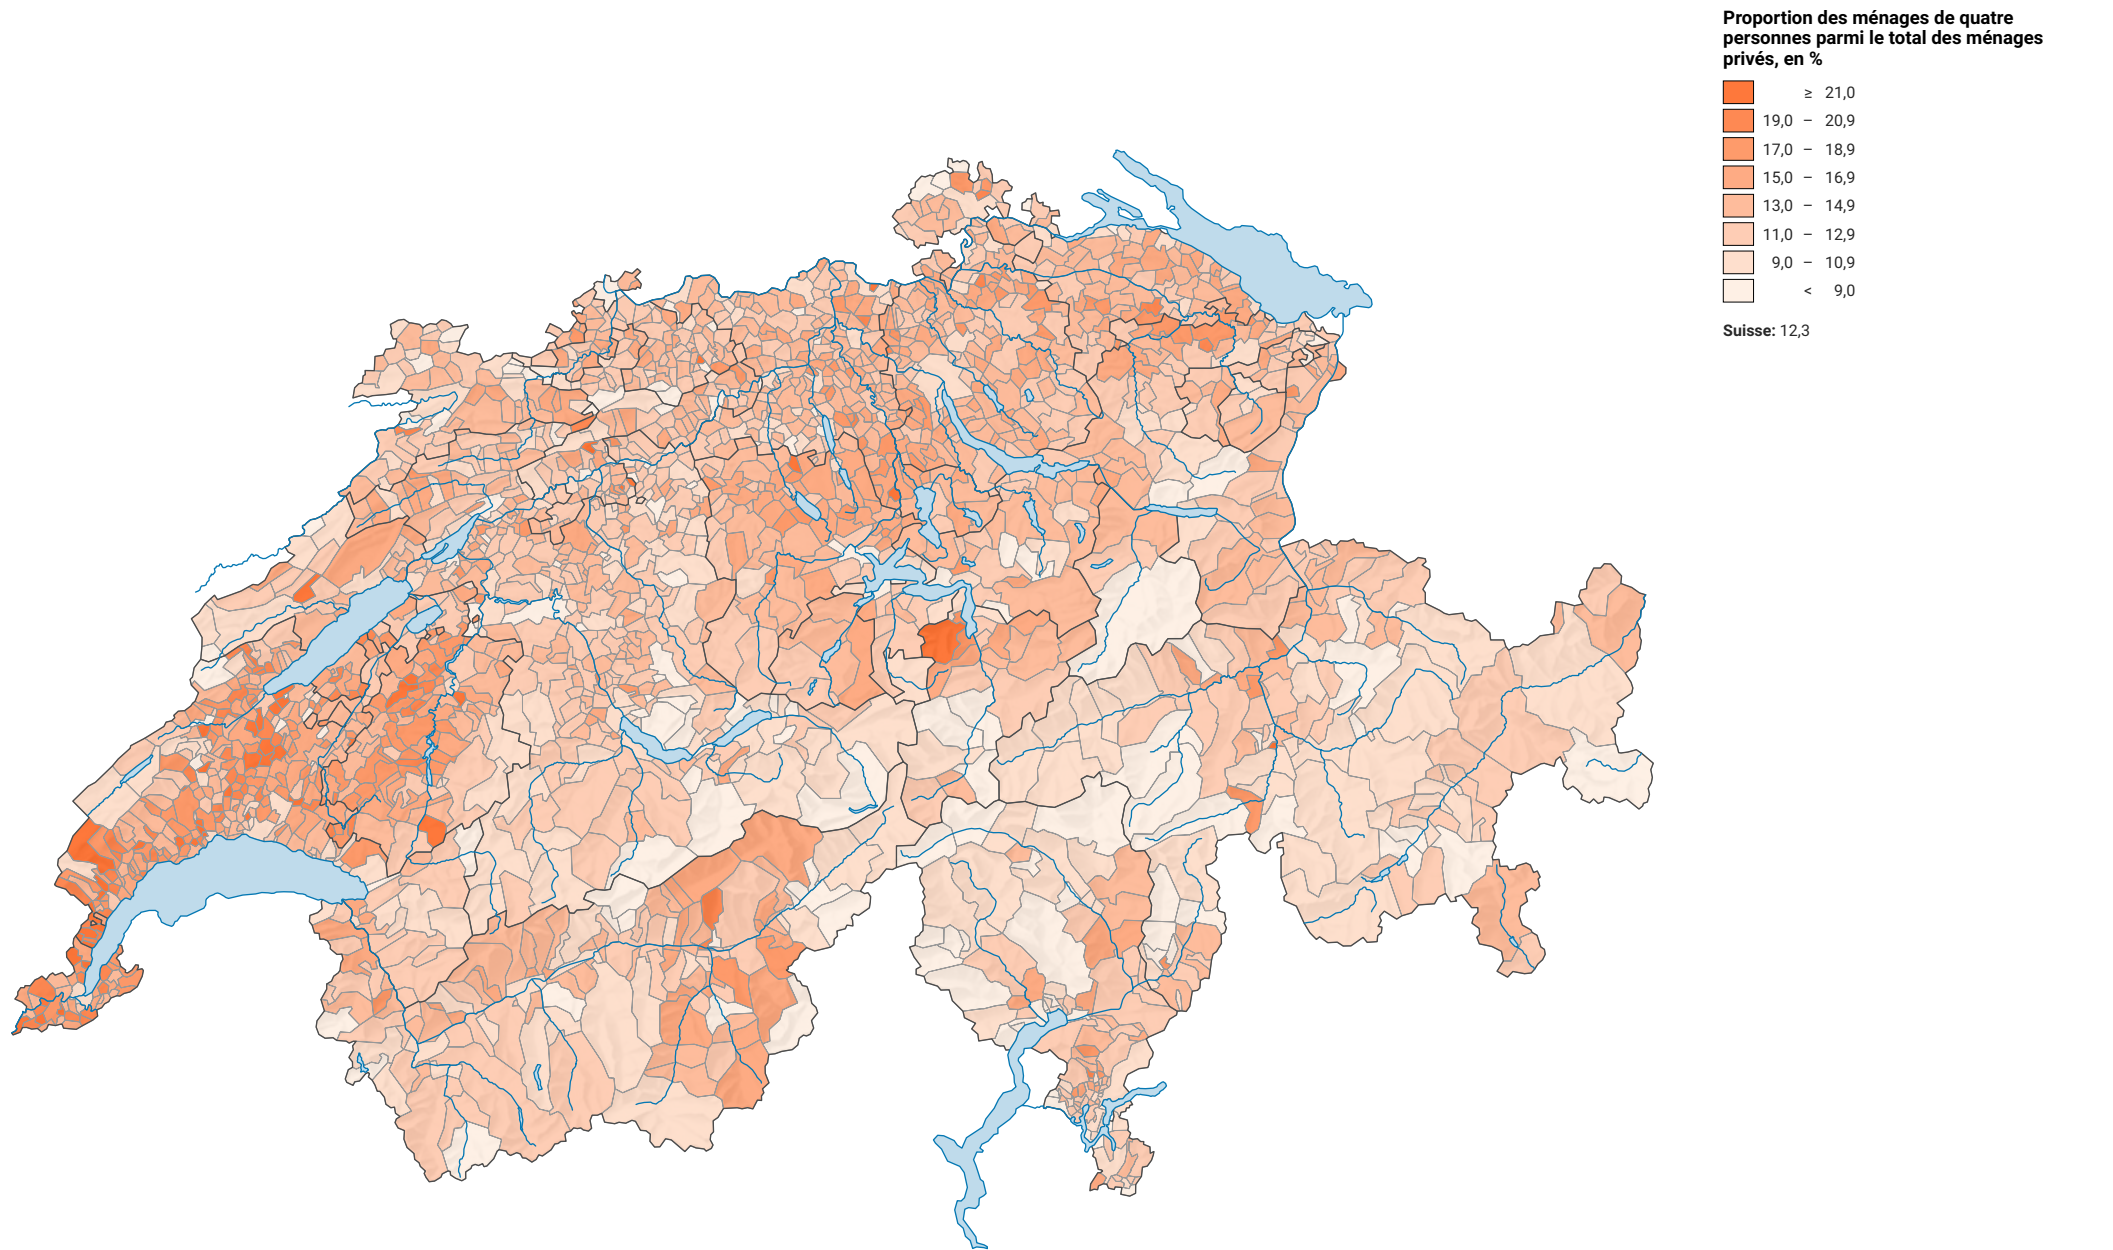 Proportion des ménages de quatre
personnes parmi le total des ménages
privés, en %
≥ 21,0
19,0 – 20,9
17,0 – 18,9
15,0 – 16,9
13,0 – 14,9
11,0 – 12,9
9,0 – 10,9
< 9,0
Suisse: 12,3